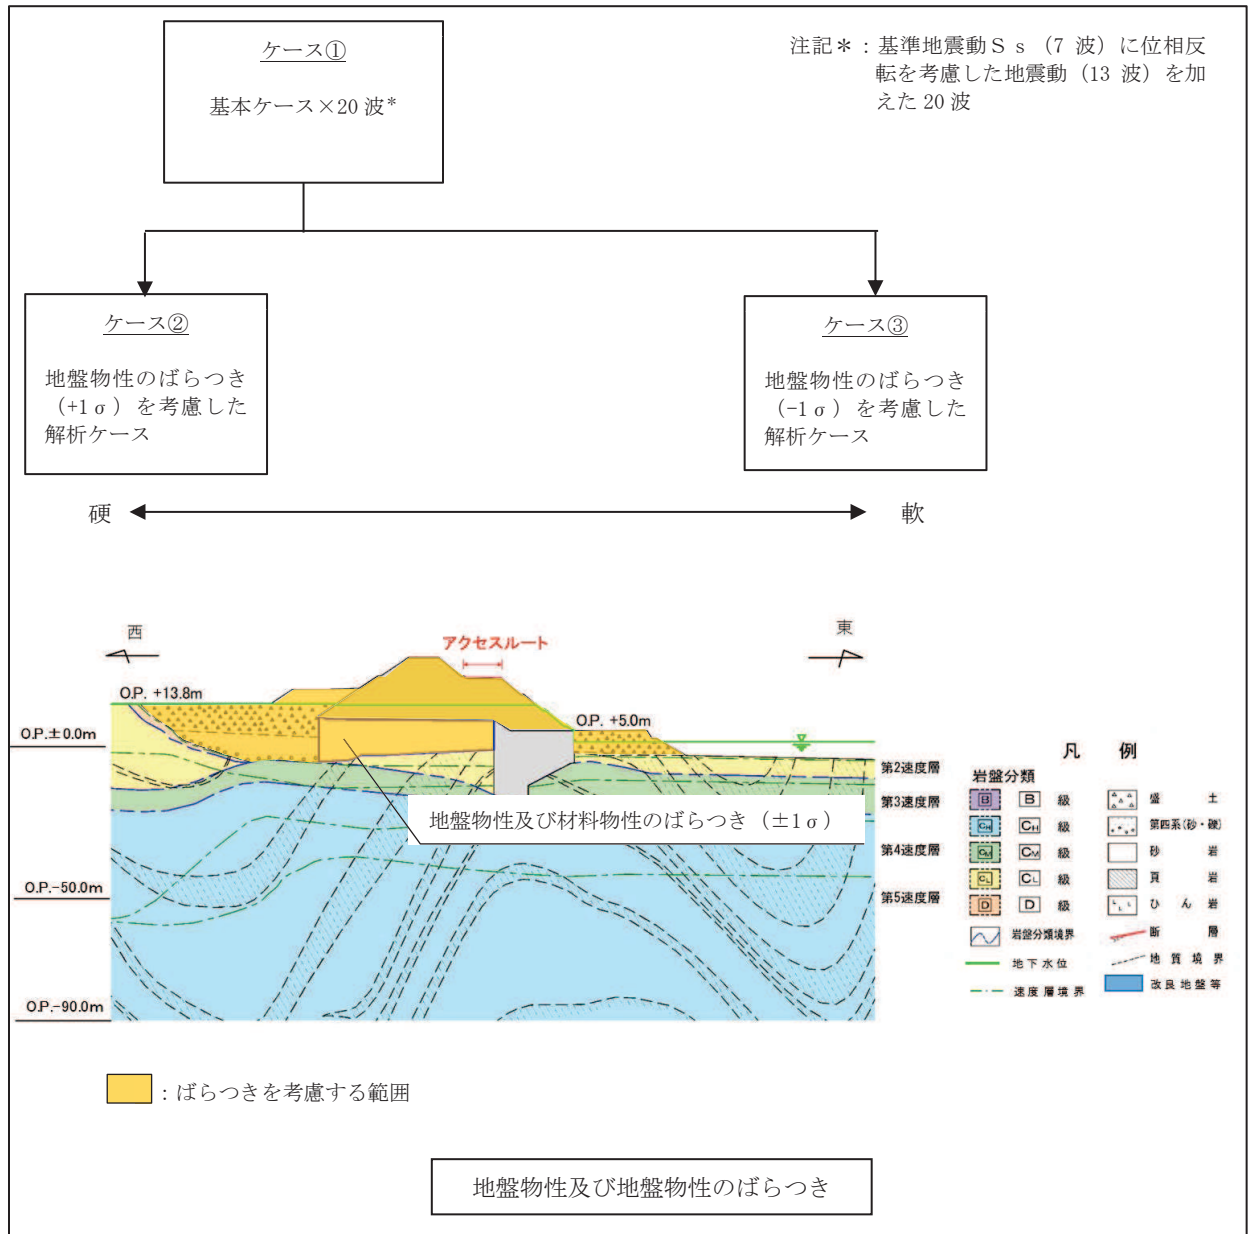 ケース①
基本ケース×20 波*
注記＊：基準地震動Ｓｓ（7 波）に位相反
転を考慮した地震動（13 波）を加
えた 20 波
ケース②
地盤物性のばらつき
（+1σ）を考慮した
解析ケース
ケース③
地盤物性のばらつき
（-1σ）を考慮した
解析ケース
硬
軟
西
アクセスルート
東
O.P. +13.8m
O.P.±0.0m
O.P. +5.0m
第2速度層
第3速度層
地盤物性及び材料物性のばらつき（±1σ）
第4速度層
O.P.-50.0m
第5速度層
O.P.-90.0m
凡 例
岩盤分類
B B 級 盛 土
CH CH 級 第四系(砂・礫)
CM CM 級 砂 岩
CL CL 級 頁 岩
D D 級 ひ ん 岩
岩盤分類境界 断 層
地下水位 地 質 境 界
速度層境界 改良地盤等
：ばらつきを考慮する範囲
地盤物性及び地盤物性のばらつき